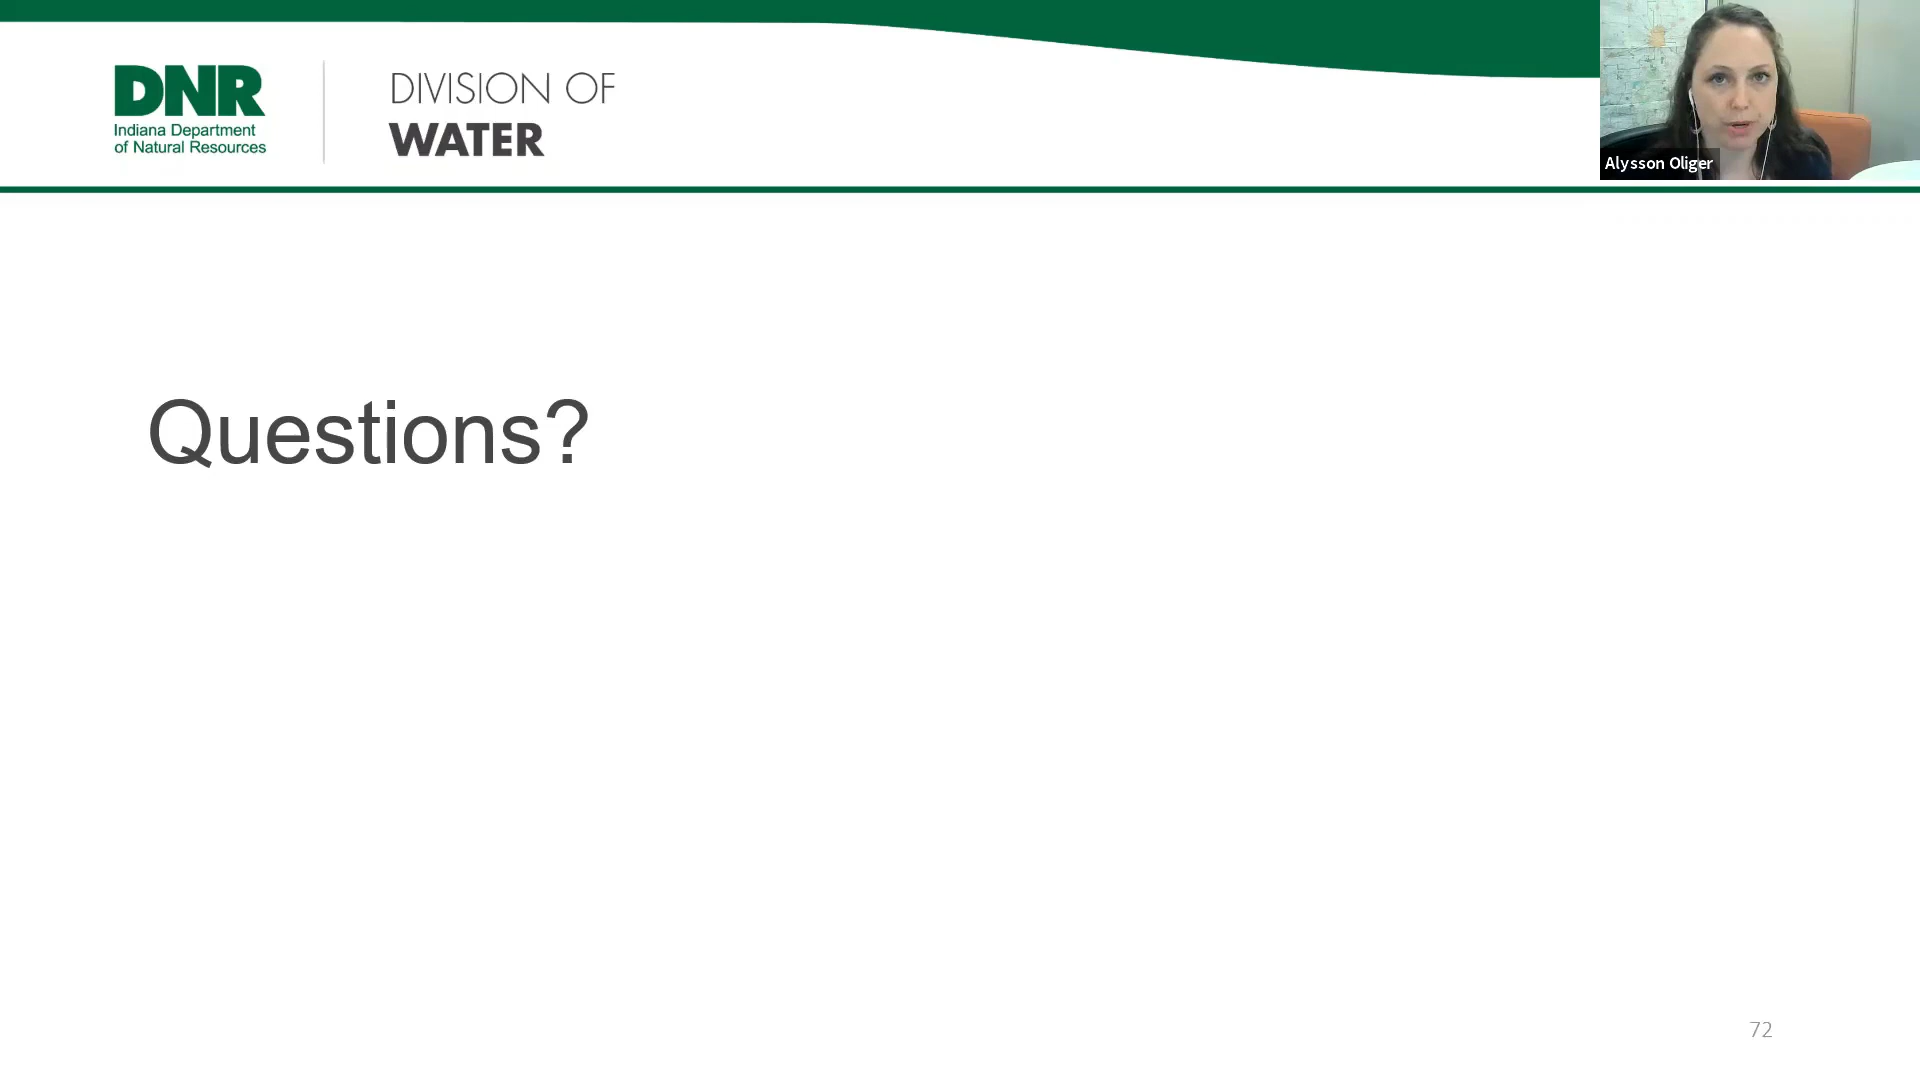 DNR
Indiana Department
of Natural Resources
DIVISION OF
WATER
Alysson Oliger
Questions?
72